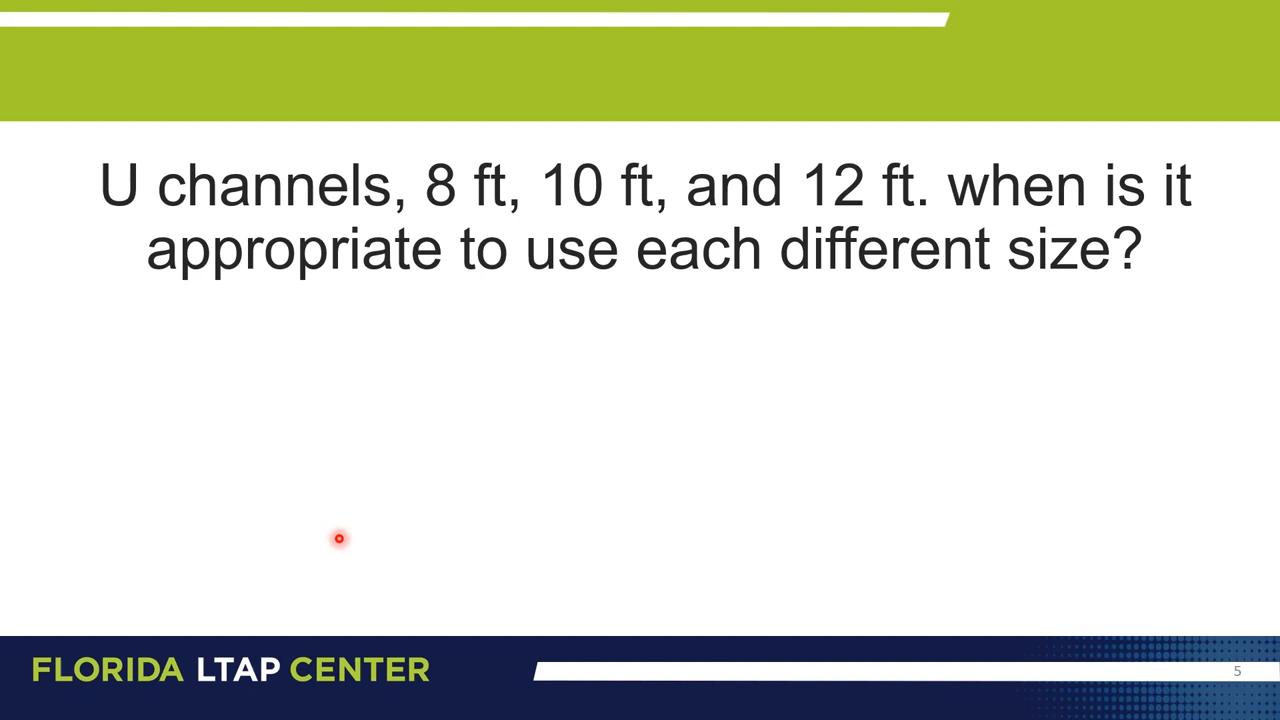 U channels, 8 ft, 10 ft, and 12 ft. when is it
appropriate to use each different size?
FLORIDA LTAP CENTER
5